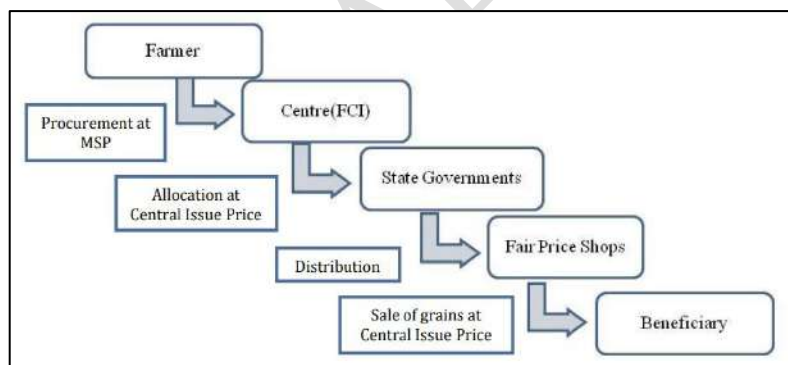 Farmer
Procurement at
MSP
Centre(FCI)
Allocation at
Central Issue Price
State Governments
Distribution
Fair Price Shops
Sale of grains at
Central Issue Price
Beneficiary